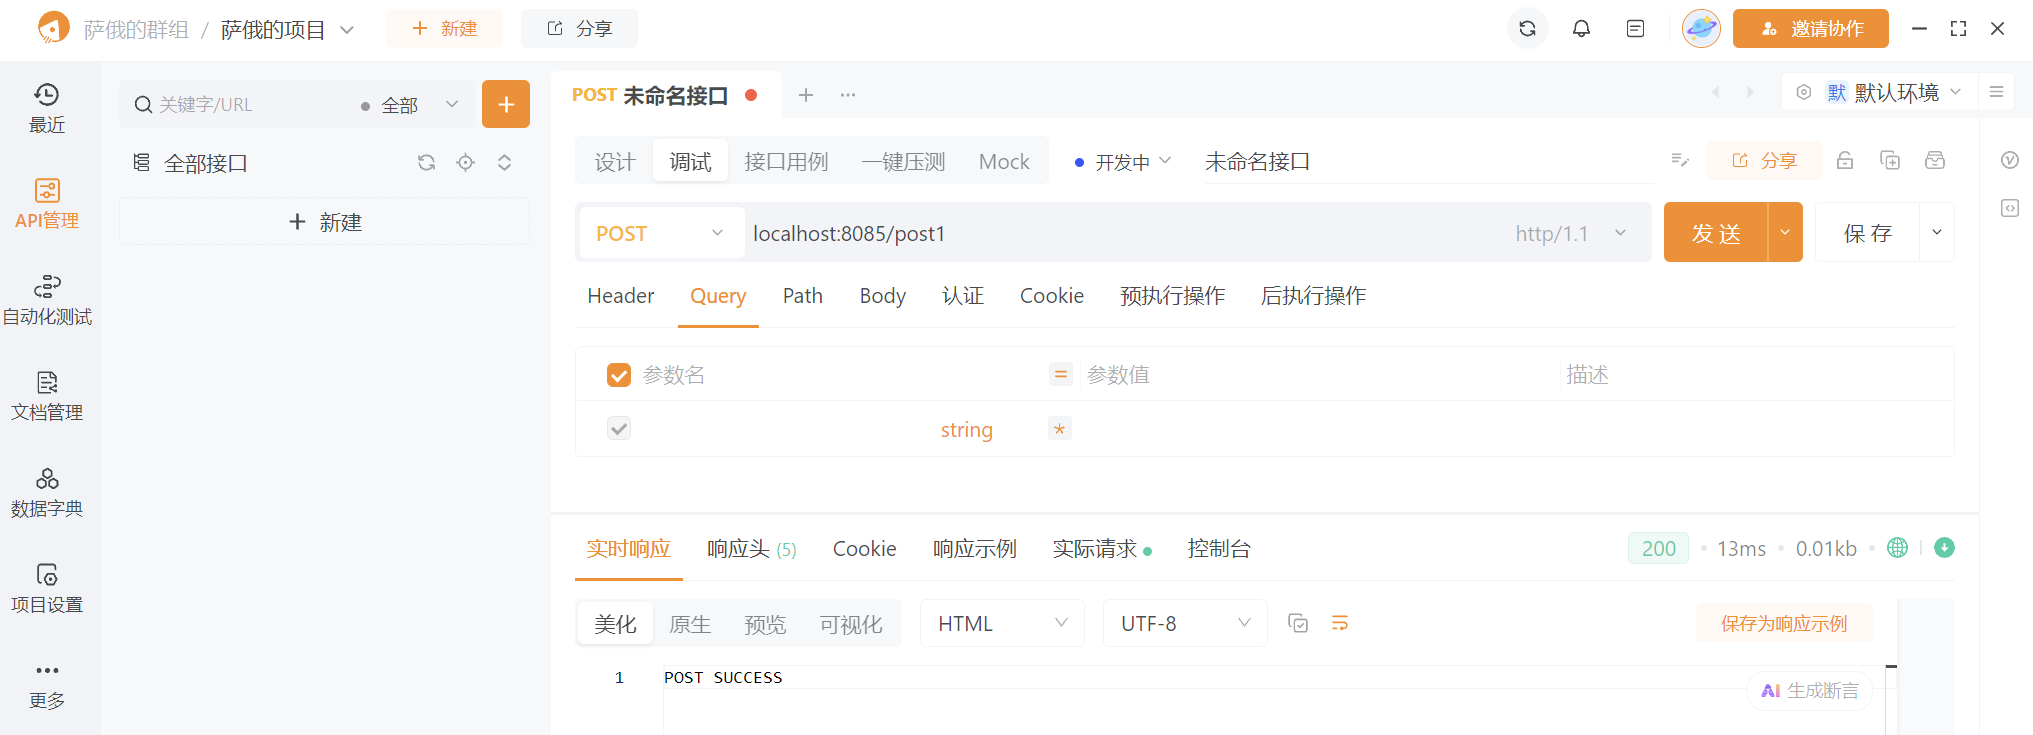 萨俄的群组 / 萨俄的项目 + 新建 分享 邀请协作
最近
API管理
自动化测试
文档管理
数据字典
项目设置
更多
关键字/URL 全部 +
全部接口
+ 新建
POST 未命名接口 + ··· 默 默认环境
设计 调试 接口用例 一键压测 Mock 开发中 未命名接口 分享
POST localhost:8085/post1 http/1.1 发 送 保 存
Header Query Path Body 认证 Cookie 预执行操作 后执行操作
参数名 = 参数值 描述
string *
实时响应 响应头 (5) Cookie 响应示例 实际请求 控制台 200 13ms 0.01kb
美化 原生 预览 可视化 HTML UTF-8 保存为响应示例
1 POST SUCCESS
AI 生成断言